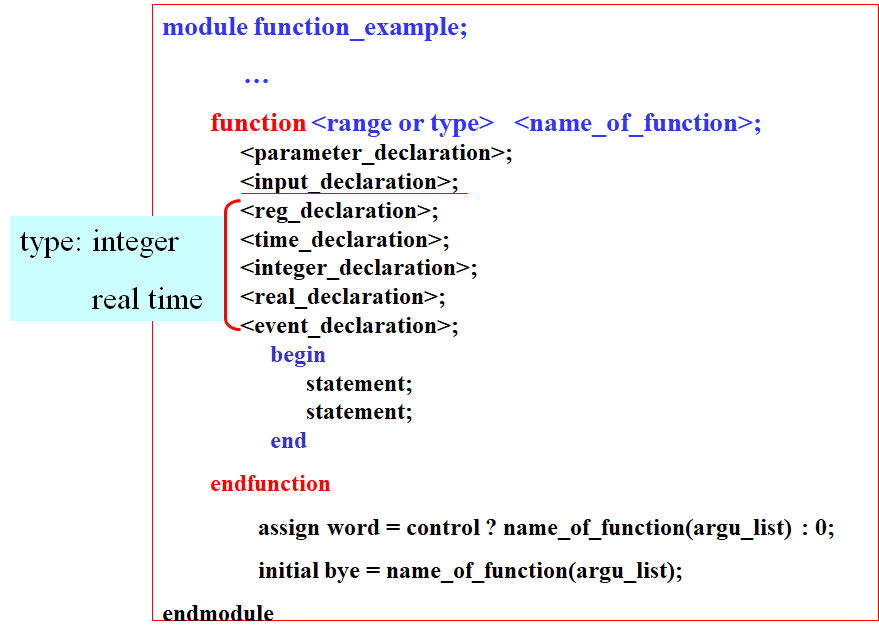 module function_example;
…
function <range or type> <name_of_function>;
<parameter_declaration>;
<input_declaration>;
<reg_declaration>;
<time_declaration>;
<integer_declaration>;
<real_declaration>;
<event_declaration>;
type: integer
real time
begin
statement;
statement;
end
endfunction
assign word = control ? name_of_function(argu_list) : 0;
initial bye = name_of_function(argu_list);
endmodule